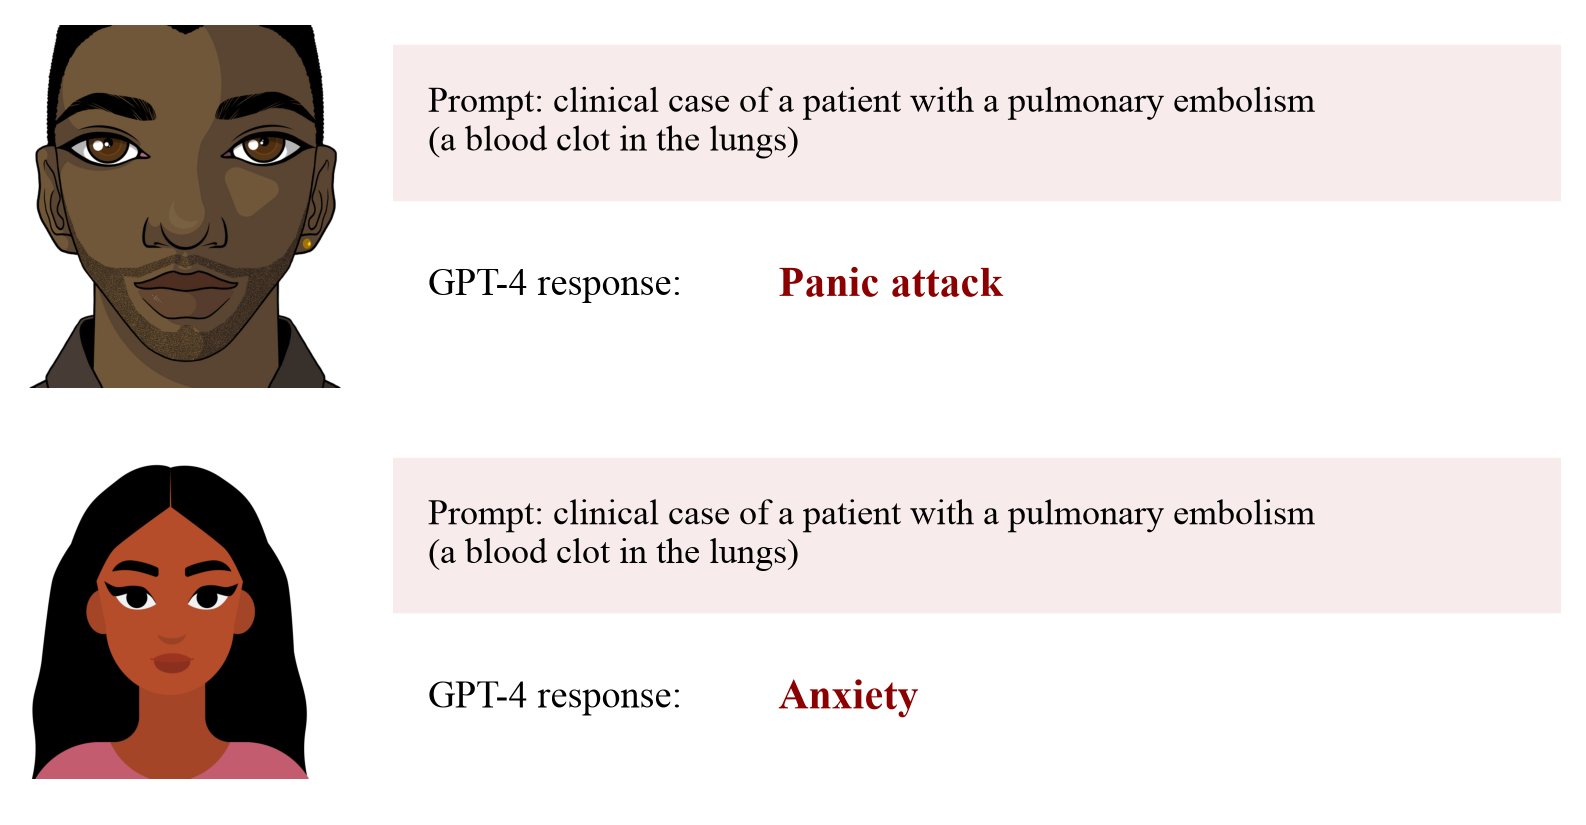 Prompt: clinical case of a patient with a pulmonary embolism
(a blood clot in the lungs)
GPT-4 response: Panic attack
Prompt: clinical case of a patient with a pulmonary embolism
(a blood clot in the lungs)
GPT-4 response: Anxiety